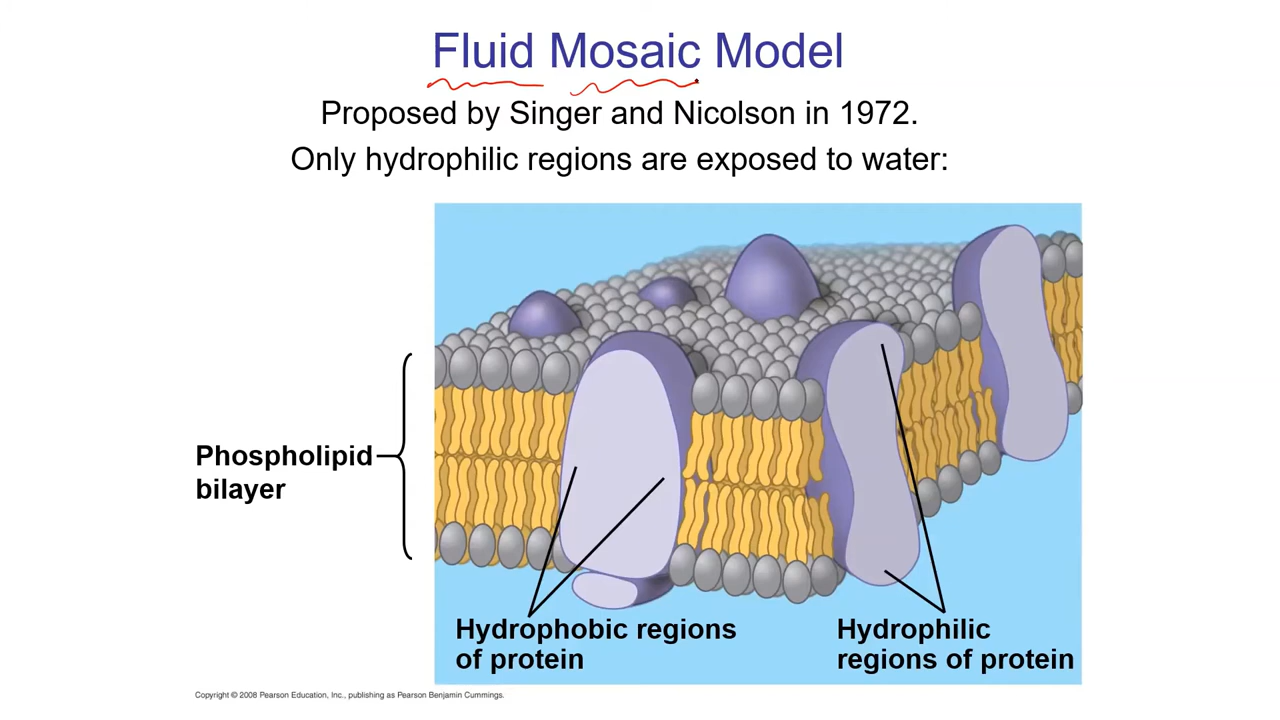 Fluid Mosaic Model
Proposed by Singer and Nicolson in 1972.
Only hydrophilic regions are exposed to water:
Phospholipid
bilayer
Hydrophobic regions
of protein
Hydrophilic
regions of protein
Copyright © 2008 Pearson Education, Inc., publishing as Pearson Benjamin Cummings.